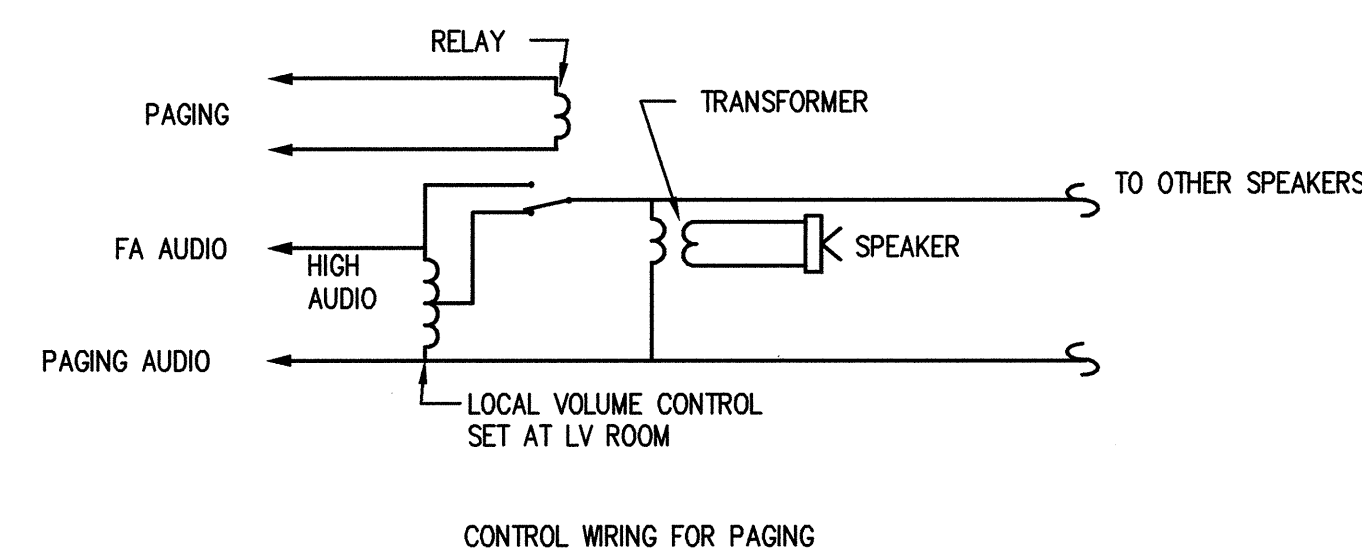 RELAY
PAGING
TRANSFORMER
TO OTHER SPEAKERS
FA AUDIO
HIGH
AUDIO
SPEAKER
PAGING AUDIO
LOCAL VOLUME CONTROL
SET AT LV ROOM
CONTROL WIRING FOR PAGING